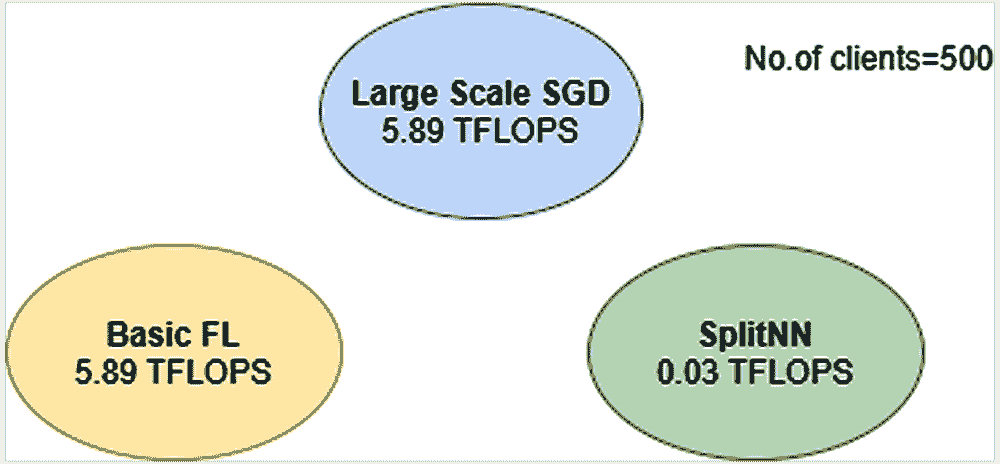 No.of clients=500
Large Scale SGD
5.89 TFLOPS
Basic FL
5.89 TFLOPS
SplitNN
0.03 TFLOPS